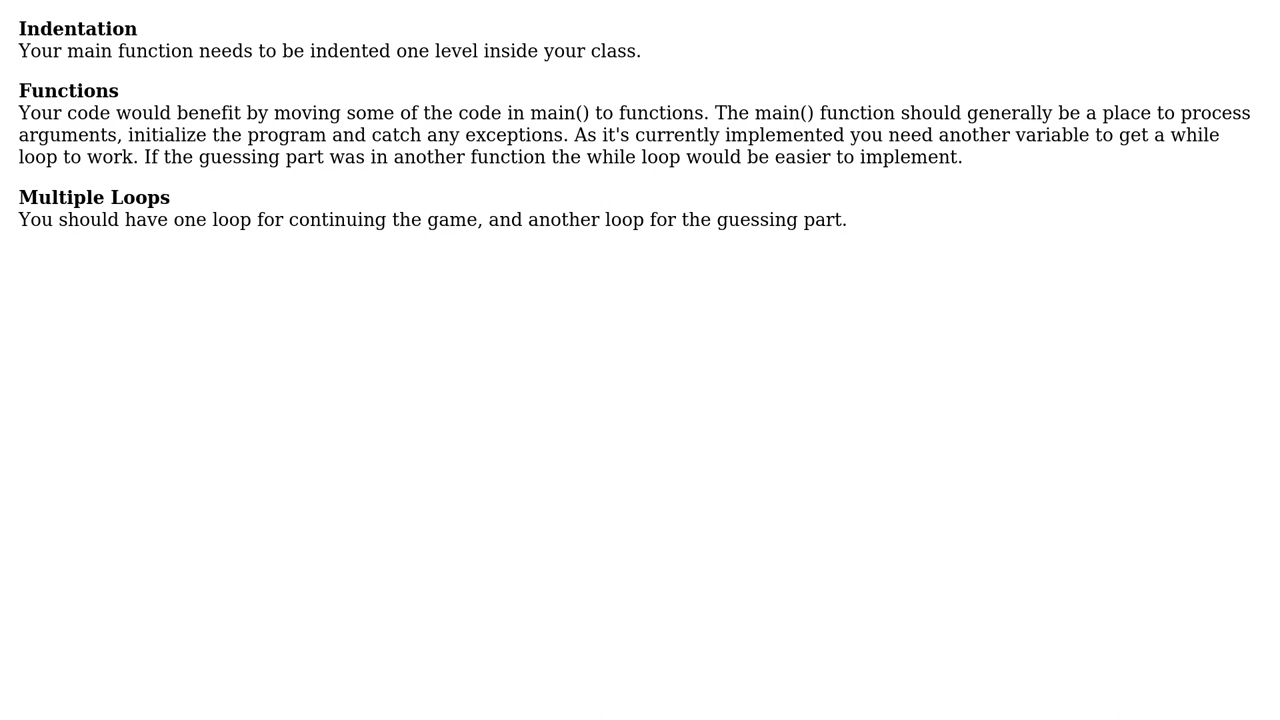 Indentation
Your main function needs to be indented one level inside your class.
Functions
Your code would benefit by moving some of the code in main() to functions. The main() function should generally be a place to process
arguments, initialize the program and catch any exceptions. As it's currently implemented you need another variable to get a while
loop to work. If the guessing part was in another function the while loop would be easier to implement.
Multiple Loops
You should have one loop for continuing the game, and another loop for the guessing part.